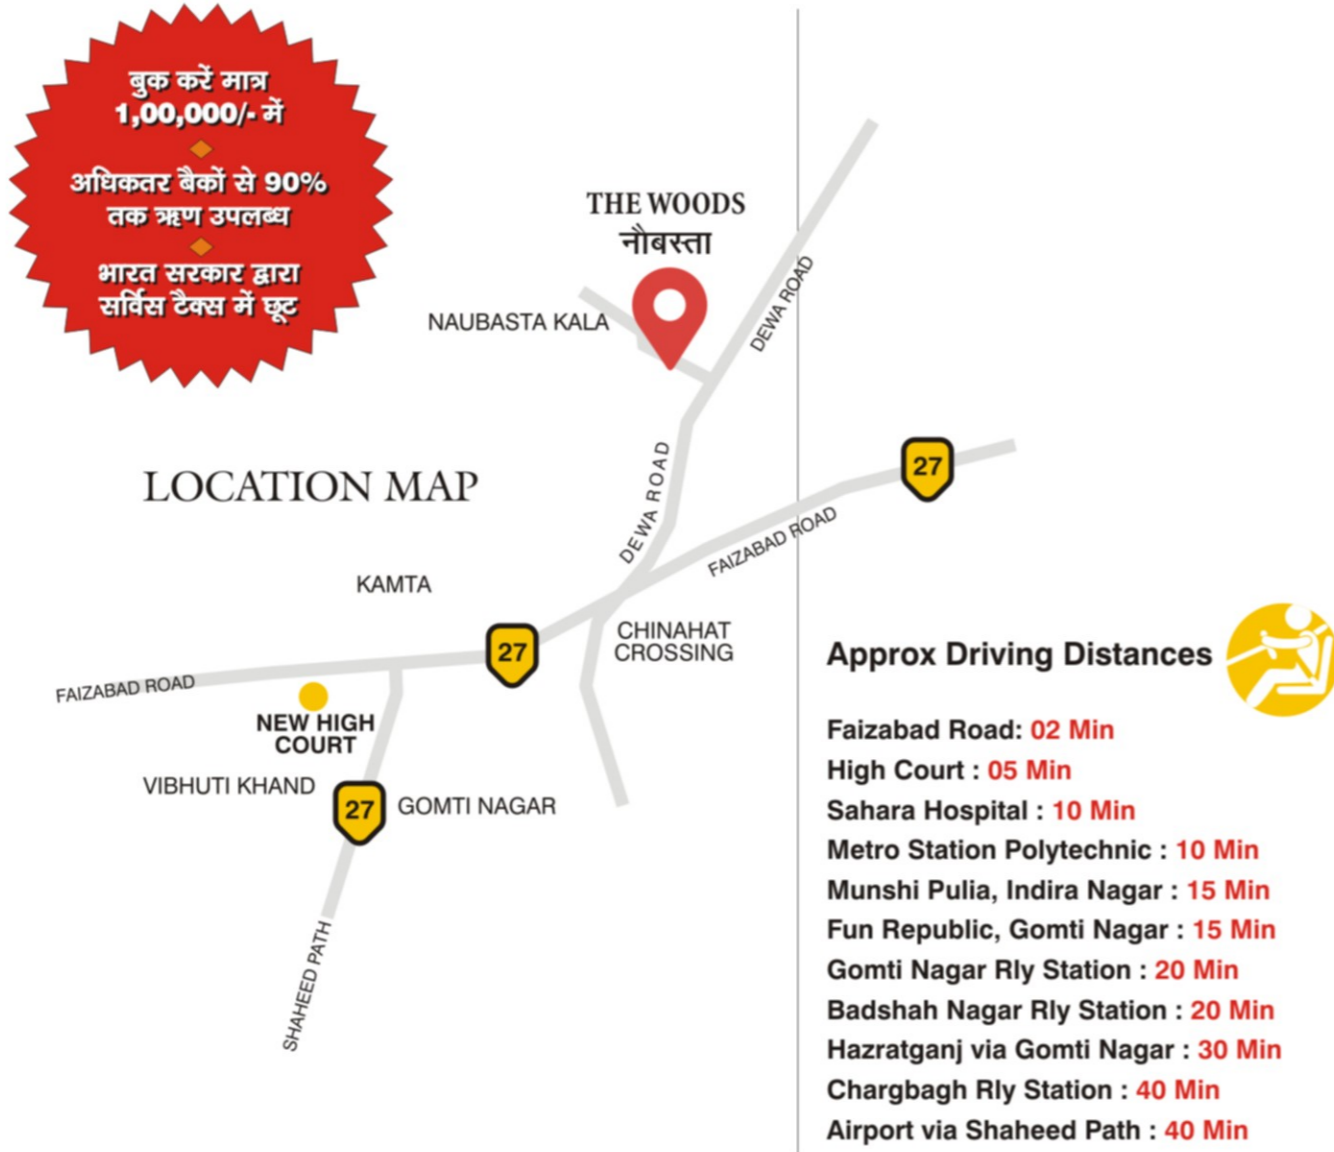 बुक करें मात्र
1,00,000/- में
अधिकतर बैकों से 90%
तक ऋण उपलब्ध
भारत सरकार द्वारा
सर्विस टैक्स में छूट
THE WOODS
नौबस्ता
NAUBASTA KALA
DEWA ROAD
27
LOCATION MAP
DEWA ROAD
FAIZABAD ROAD
KAMTA
27
CHINAHAT
CROSSING
FAIZABAD ROAD
NEW HIGH
COURT
VIBHUTI KHAND
27
GOMTI NAGAR
SHAHEED PATH
Approx Driving Distances
Faizabad Road: 02 Min
High Court : 05 Min
Sahara Hospital : 10 Min
Metro Station Polytechnic : 10 Min
Munshi Pulia, Indira Nagar : 15 Min
Fun Republic, Gomti Nagar : 15 Min
Gomti Nagar Rly Station : 20 Min
Badshah Nagar Rly Station : 20 Min
Hazratganj via Gomti Nagar : 30 Min
Chargbagh Rly Station : 40 Min
Airport via Shaheed Path : 40 Min